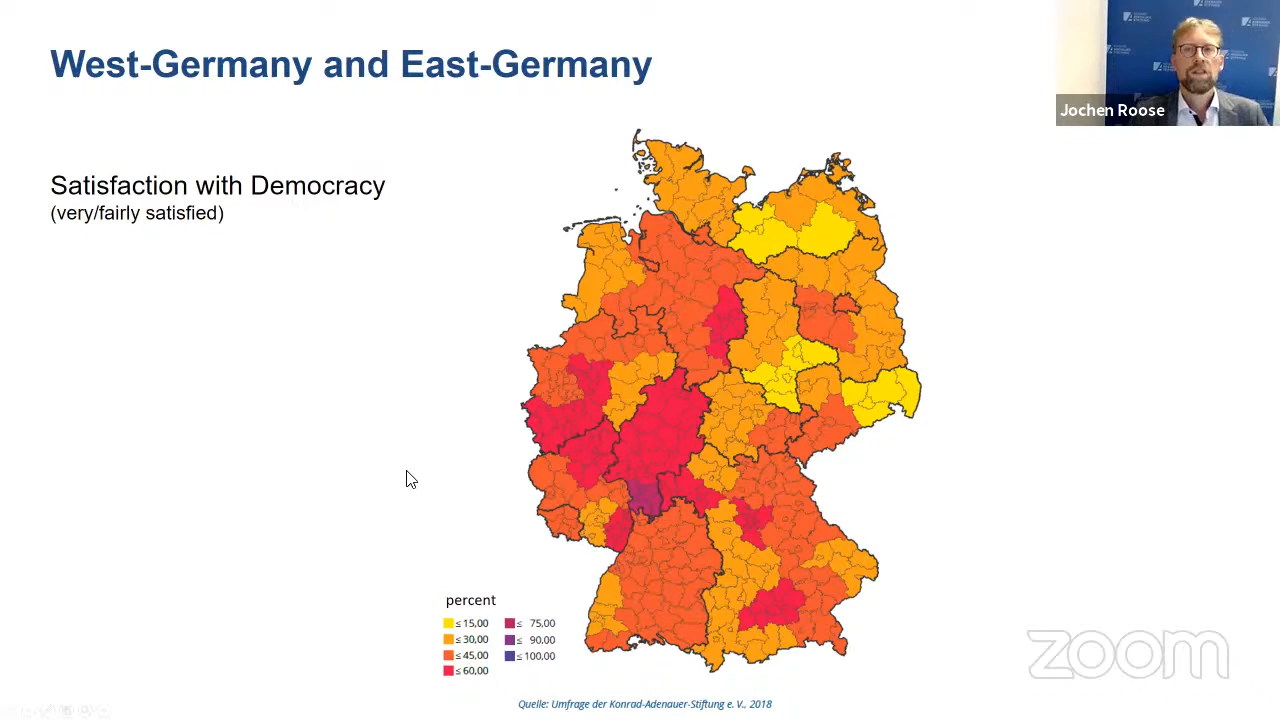 West-Germany and East-Germany
Jochen Roose
Satisfaction with Democracy
(very/fairly satisfied)
percent
≤ 15,00
≤ 30,00
≤ 45,00
≤ 60,00
≤ 75,00
≤ 90,00
≤ 100,00
zoom
Quelle: Umfrage der Konrad-Adenauer-Stiftung e. V., 2018